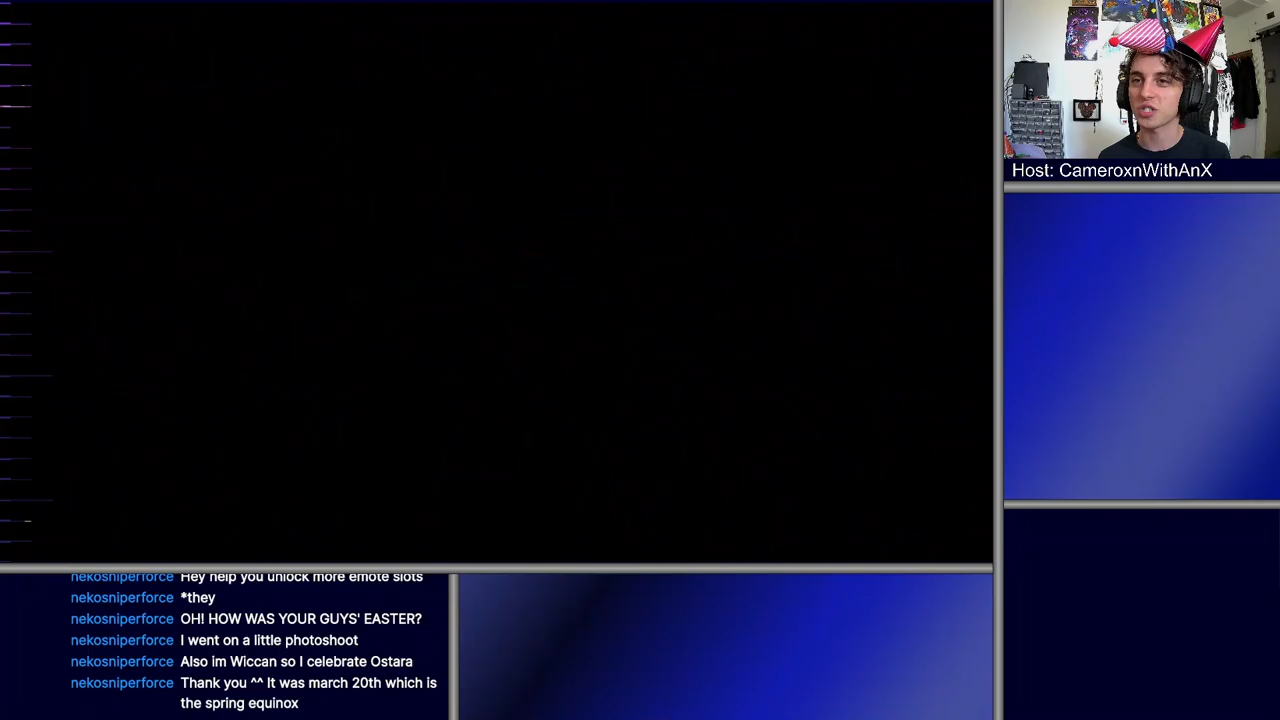 Host: CameroxnWithAnX
nekosniperforce Hey help you unlock more emote slots
nekosniperforce *they
nekosniperforce OH! HOW WAS YOUR GUYS' EASTER?
nekosniperforce I went on a little photoshoot
nekosniperforce Also im Wiccan so I celebrate Ostara
nekosniperforce Thank you ^^ It was march 20th which is
the spring equinox